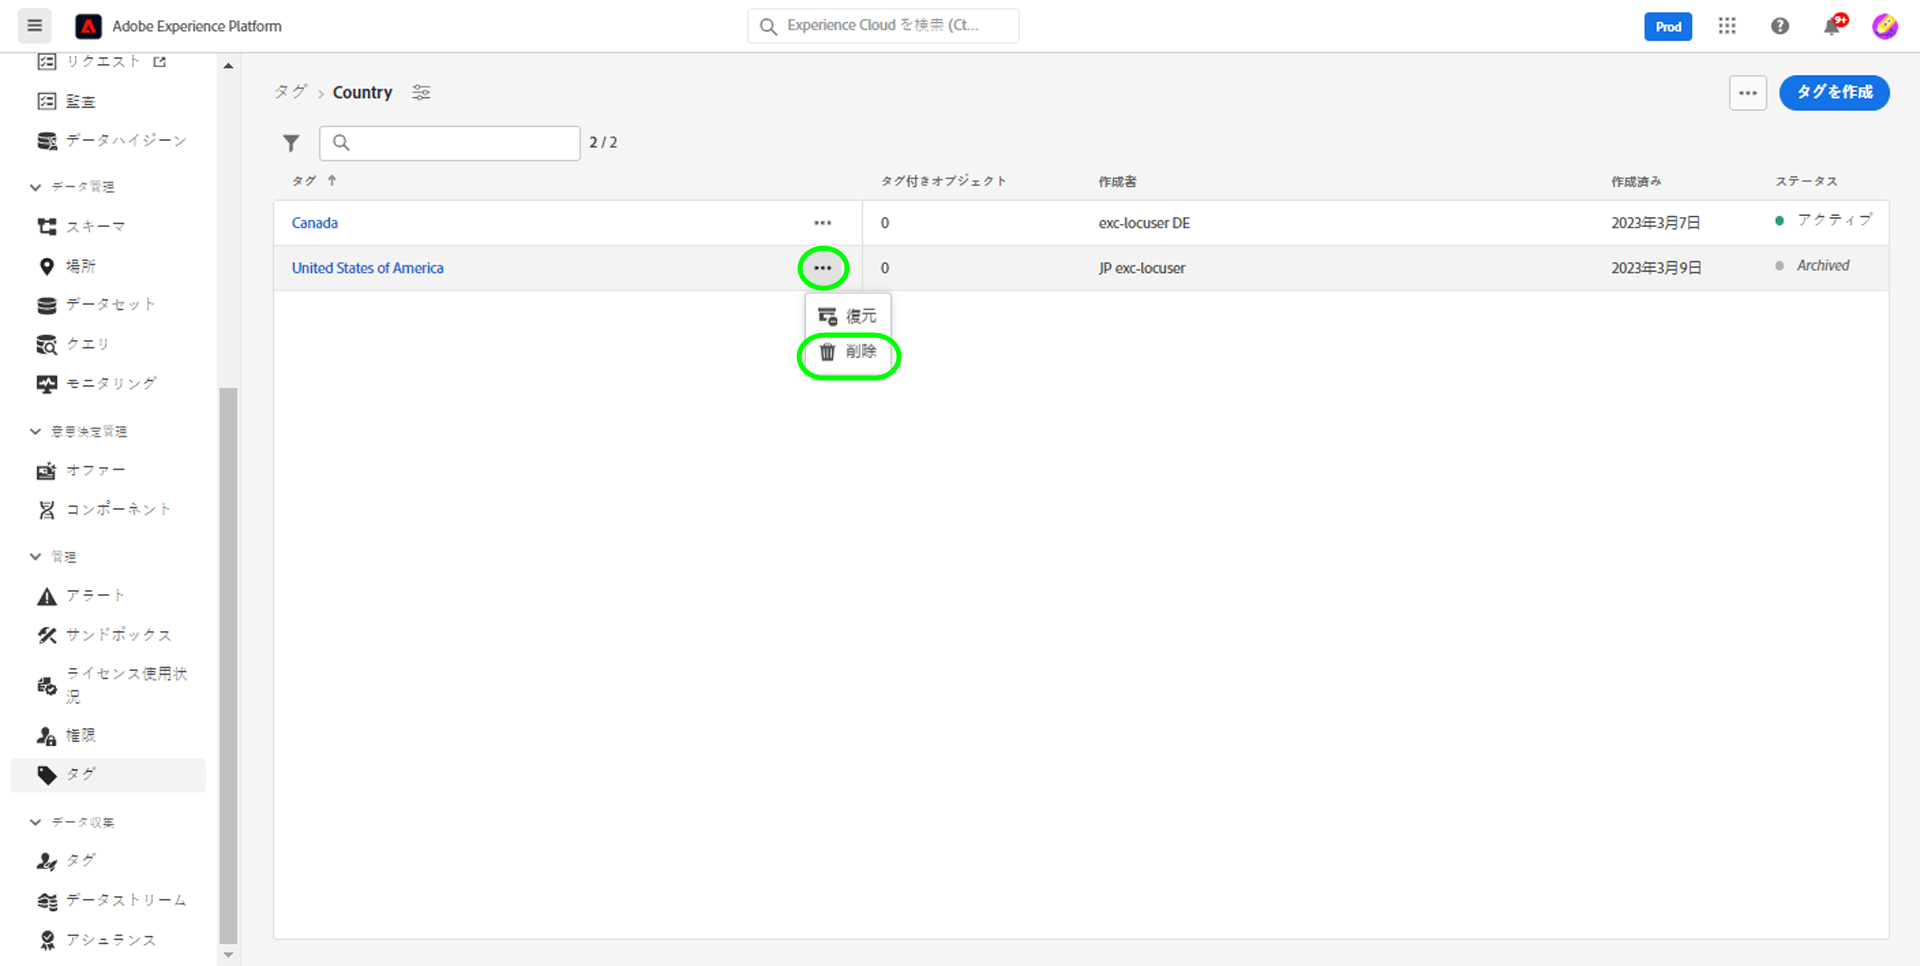 Adobe Experience Platform
Experience Cloud を検索 (Ct...
Prod
9+
リクエスト
監査
データハイジーン
データ管理
スキーマ
場所
データセット
クエリ
モニタリング
意思決定管理
オファー
コンポーネント
管理
アラート
サンドボックス
ライセンス使用状
況
権限
タグ
データ収集
タグ
データストリーム
アシュランス
タグ > Country
タグを作成
2 / 2
タグ ↑ タグ付きオブジェクト 作成者 作成済み ステータス
Canada 0 exc-locuser DE 2023年3月7日 アクティブ
United States of America 0 JP exc-locuser 2023年3月9日 Archived
復元
削除